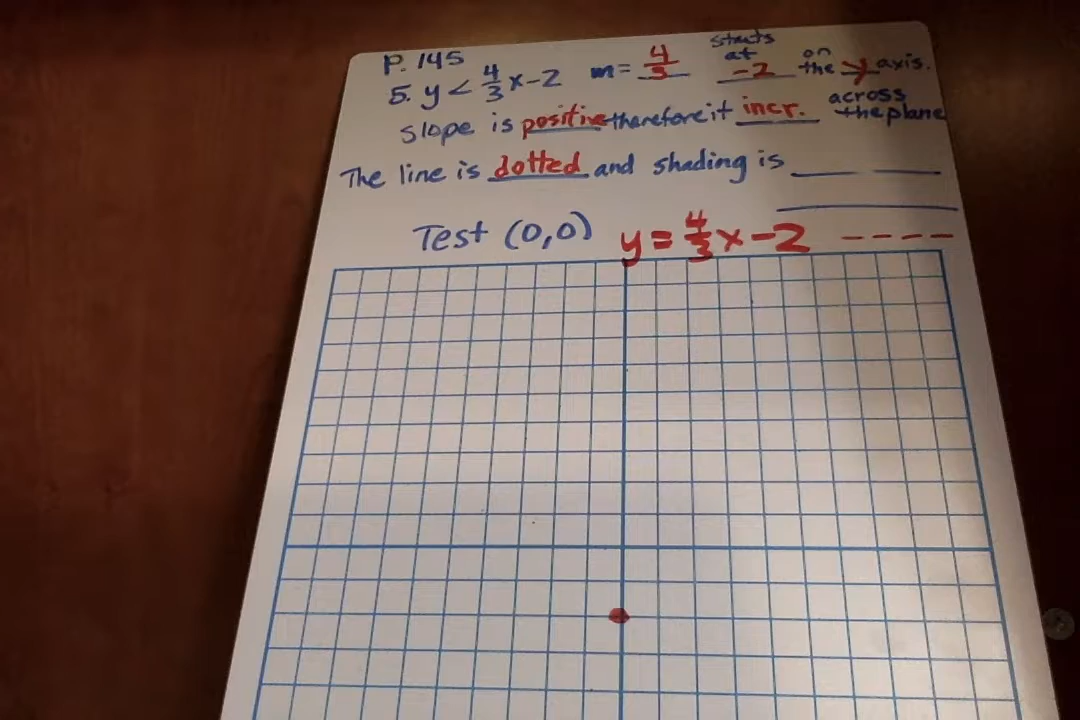 P. 145
5. y < 4/3 x - 2 m = 4/3 starts at -2 on the y axis.
slope is positive therefore it incr. across the plane
The line is dotted and shading is
Test (0,0) y = 4/3 x - 2